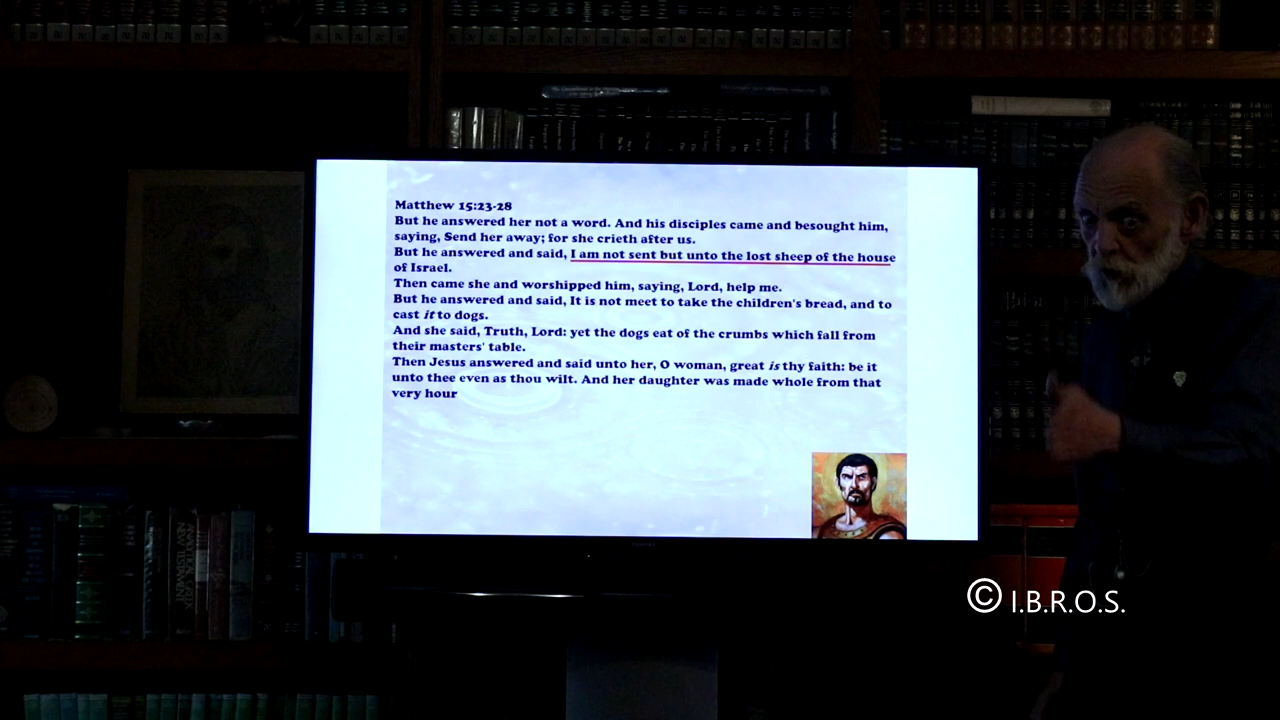 Matthew 15:23-28
But he answered her not a word. And his disciples came and besought him,
saying, Send her away; for she crieth after us.
But he answered and said, I am not sent but unto the lost sheep of the house
of Israel.
Then came she and worshipped him, saying, Lord, help me.
But he answered and said, It is not meet to take the children's bread, and to
cast it to dogs.
And she said, Truth, Lord: yet the dogs eat of the crumbs which fall from
their masters' table.
Then Jesus answered and said unto her, O woman, great is thy faith: be it
unto thee even as thou wilt. And her daughter was made whole from that
very hour
© I.B.R.O.S.